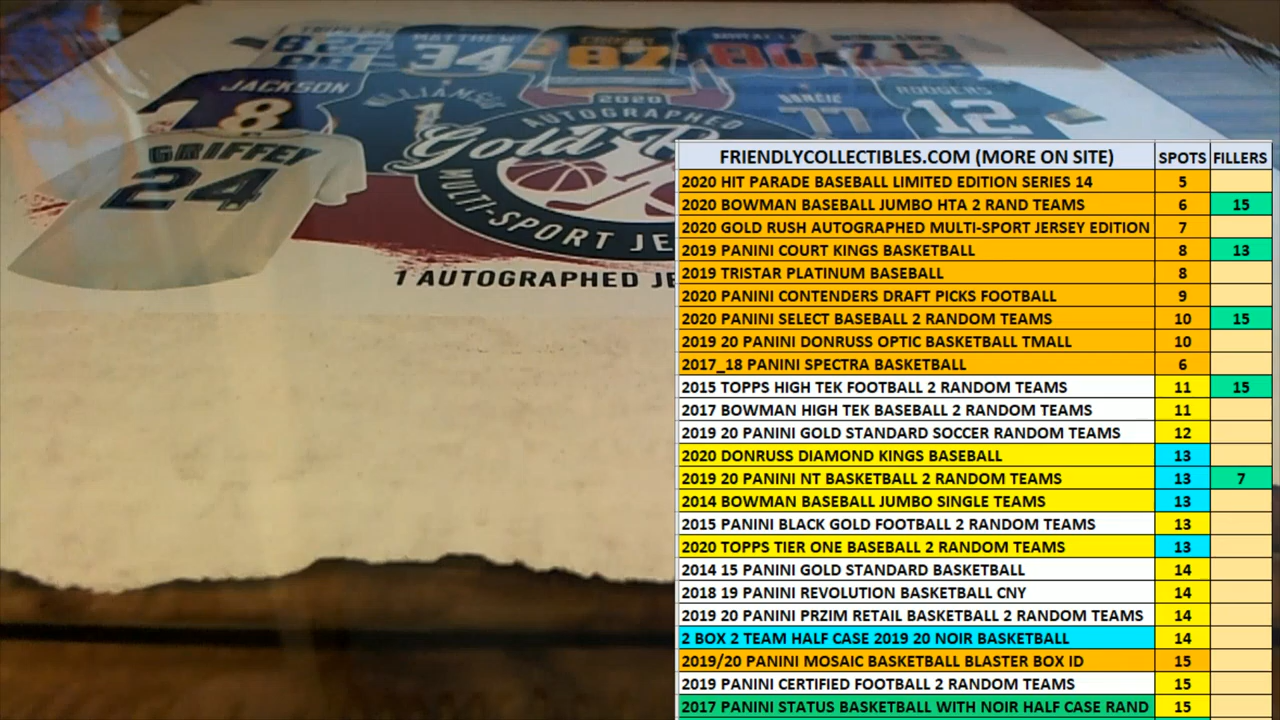 MATTHEW
34
82
80
JACKSON
8
WILLIAMSON
1
77
RODGERS
12
GRIFFEY
24
2020
AUTOGRAPHED
Gold
MULTI-SPORT JE
1 AUTOGRAPHED JE
FRIENDLYCOLLECTIBLES.COM (MORE ON SITE) SPOTS FILLERS
2020 HIT PARADE BASEBALL LIMITED EDITION SERIES 14 5
2020 BOWMAN BASEBALL JUMBO HTA 2 RAND TEAMS 6 15
2020 GOLD RUSH AUTOGRAPHED MULTI-SPORT JERSEY EDITION 7
2019 PANINI COURT KINGS BASKETBALL 8 13
2019 TRISTAR PLATINUM BASEBALL 8
2020 PANINI CONTENDERS DRAFT PICKS FOOTBALL 9
2020 PANINI SELECT BASEBALL 2 RANDOM TEAMS 10 15
2019 20 PANINI DONRUSS OPTIC BASKETBALL TMALL 10
2017_18 PANINI SPECTRA BASKETBALL 6
2015 TOPPS HIGH TEK FOOTBALL 2 RANDOM TEAMS 11 15
2017 BOWMAN HIGH TEK BASEBALL 2 RANDOM TEAMS 11
2019 20 PANINI GOLD STANDARD SOCCER RANDOM TEAMS 12
2020 DONRUSS DIAMOND KINGS BASEBALL 13
2019 20 PANINI NT BASKETBALL 2 RANDOM TEAMS 13 7
2014 BOWMAN BASEBALL JUMBO SINGLE TEAMS 13
2015 PANINI BLACK GOLD FOOTBALL 2 RANDOM TEAMS 13
2020 TOPPS TIER ONE BASEBALL 2 RANDOM TEAMS 13
2014 15 PANINI GOLD STANDARD BASKETBALL 14
2018 19 PANINI REVOLUTION BASKETBALL CNY 14
2019 20 PANINI PRZIM RETAIL BASKETBALL 2 RANDOM TEAMS 14
2 BOX 2 TEAM HALF CASE 2019 20 NOIR BASKETBALL 14
2019/20 PANINI MOSAIC BASKETBALL BLASTER BOX ID 15
2019 PANINI CERTIFIED FOOTBALL 2 RANDOM TEAMS 15
2017 PANINI STATUS BASKETBALL WITH NOIR HALF CASE RAND 15